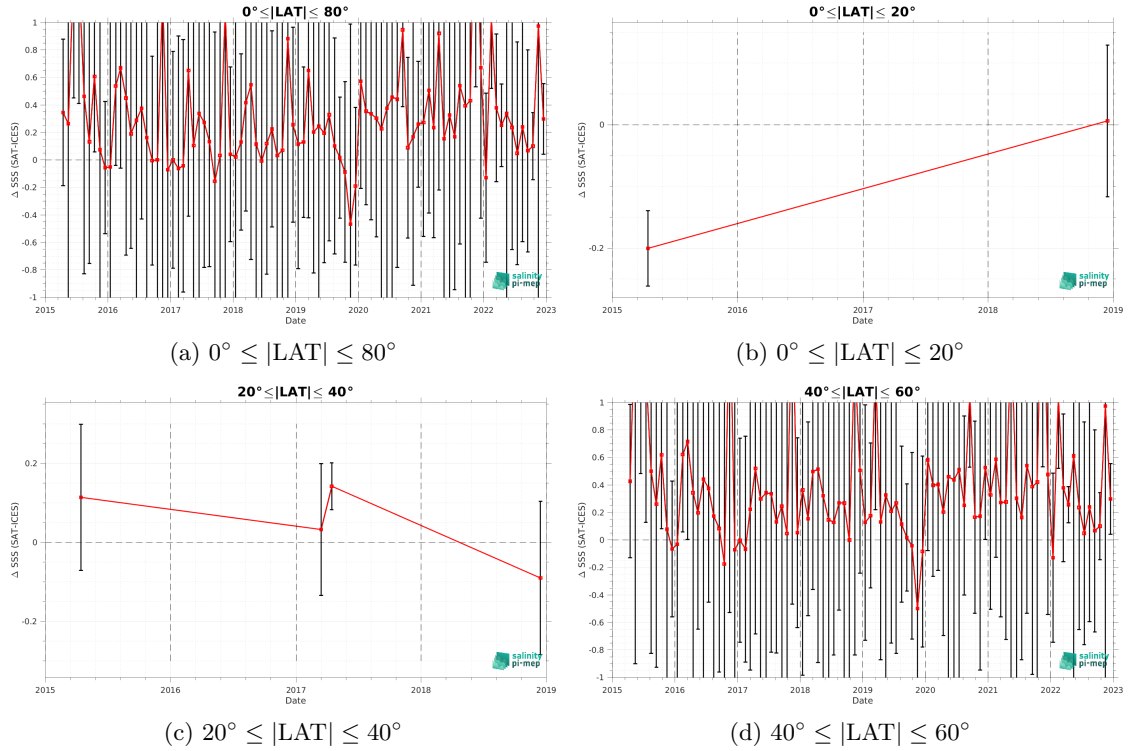 0°≤|LAT|≤ 80°
1
0.8
0.6
0.4
0.2
0
-0.2
-0.4
-0.6
-0.8
-1
Δ SSS (SAT-ICES)
2015 2016 2017 2018 2019 2020 2021 2022 2023
Date
salinity
pi-mep
(a) 0° ≤ |LAT| ≤ 80°
0°≤|LAT|≤ 20°
0
-0.2
Δ SSS (SAT-ICES)
2015 2016 2017 2018 2019
Date
salinity
pi-mep
(b) 0° ≤ |LAT| ≤ 20°
20°≤|LAT|≤ 40°
0.2
0
-0.2
Δ SSS (SAT-ICES)
2015 2016 2017 2018 2019
Date
salinity
pi-mep
(c) 20° ≤ |LAT| ≤ 40°
40°≤|LAT|≤ 60°
1
0.8
0.6
0.4
0.2
0
-0.2
-0.4
-0.6
-0.8
-1
Δ SSS (SAT-ICES)
2015 2016 2017 2018 2019 2020 2021 2022 2023
Date
salinity
pi-mep
(d) 40° ≤ |LAT| ≤ 60°